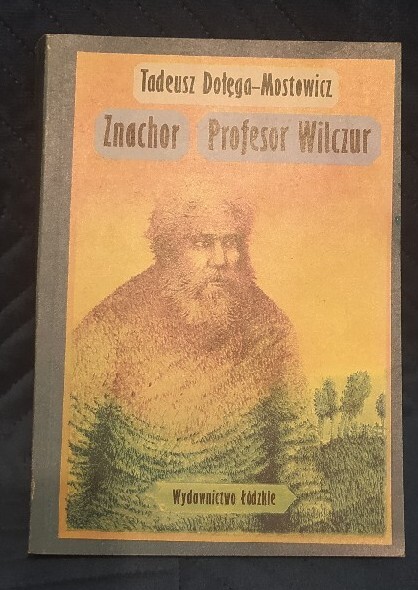 Tadeusz Dołęga-Mostowicz
Znachor Profesor Wilczur
Wydawnictwo Łódzkie